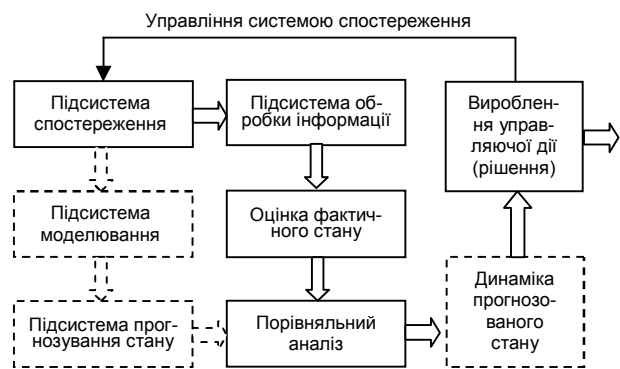 Управління системою спостереження
Підсистема
спостереження
Підсистема об-
робки інформації
Вироблен-
ня управ-
ляючої дії
(рішення)
Підсистема
моделювання
Оцінка фактич-
ного стану
Підсистема прог-
нозування стану
Порівняльний
аналіз
Динаміка
прогнозо-
ваного
стану